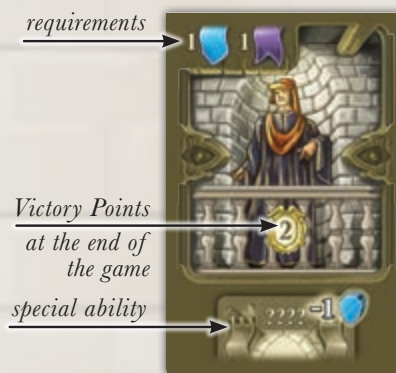 requirements
1 1
Victory Points
at the end of
the game
2
special ability
???? -1